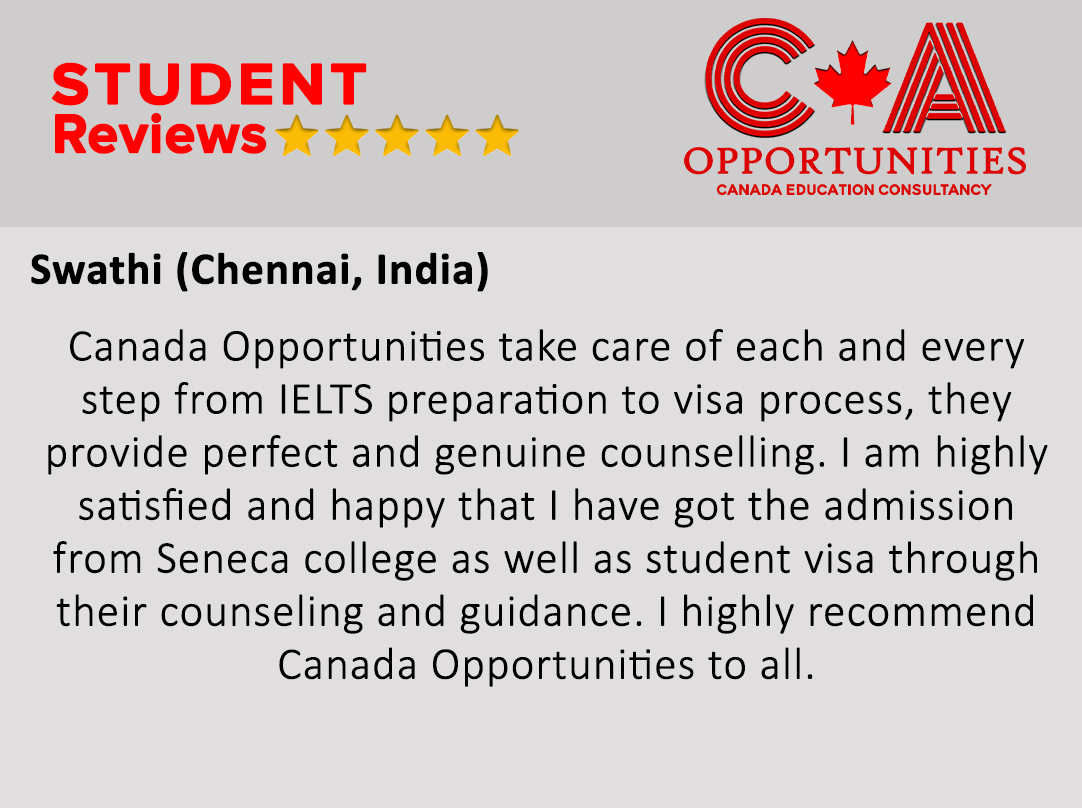 STUDENT
Reviews
CA
OPPORTUNITIES
CANADA EDUCATION CONSULTANCY
Swathi (Chennai, India)
Canada Opportunities take care of each and every
step from IELTS preparation to visa process, they
provide perfect and genuine counselling. I am highly
satisfied and happy that I have got the admission
from Seneca college as well as student visa through
their counseling and guidance. I highly recommend
Canada Opportunities to all.